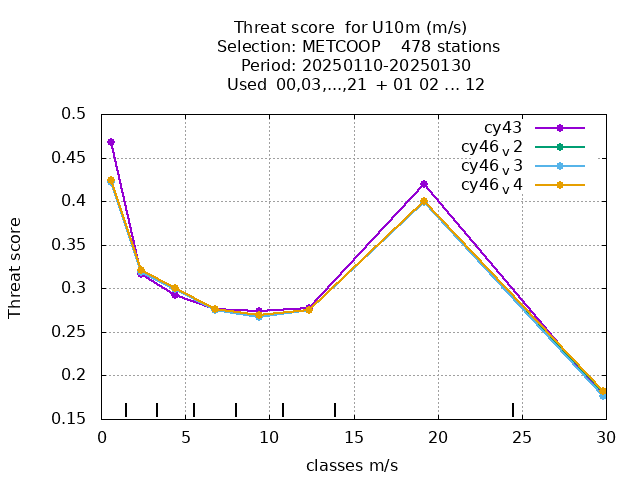 Threat score  for U10m (m/s)
Selection: METCOOP    478 stations
Period: 20250110-20250130
Used  00,03,...,21  + 01 02 ... 12
cy43
cy46 v 2
cy46 v 3
cy46 v 4
0.5
0.45
0.4
0.35
0.3
0.25
0.2
0.15
Threat score
0 5 10 15 20 25 30
classes m/s